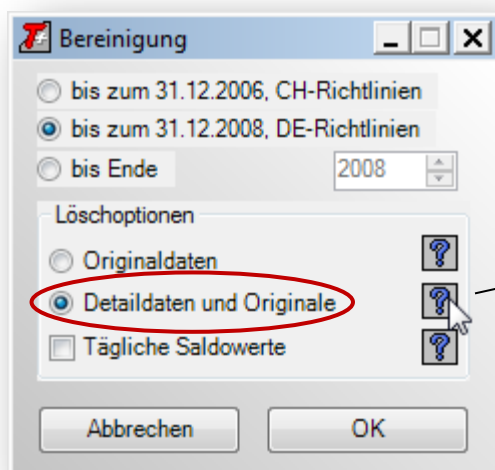 Bereinigung
bis zum 31.12.2006, CH-Richtlinien
bis zum 31.12.2008, DE-Richtlinien
bis Ende 2008
Löschoptionen
Originaldaten ?
Detaildaten und Originale ?
Tägliche Saldowerte ?
Abbrechen OK